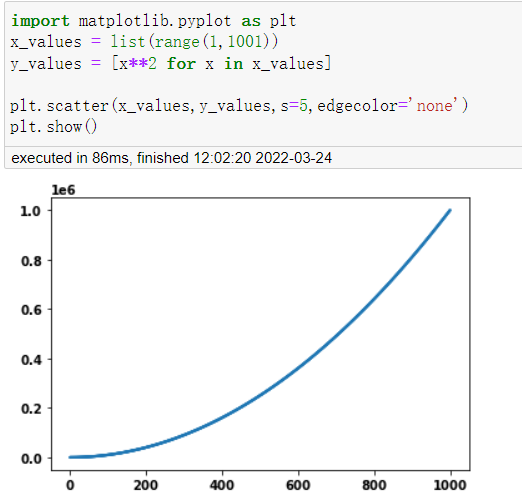 import matplotlib.pyplot as plt
x_values = list(range(1,1001))
y_values = [x**2 for x in x_values]
plt.scatter(x_values,y_values,s=5,edgecolor='none')
plt.show()
executed in 86ms, finished 12:02:20 2022-03-24
1e6
1.0
0.8
0.6
0.4
0.2
0.0
0 200 400 600 800 1000